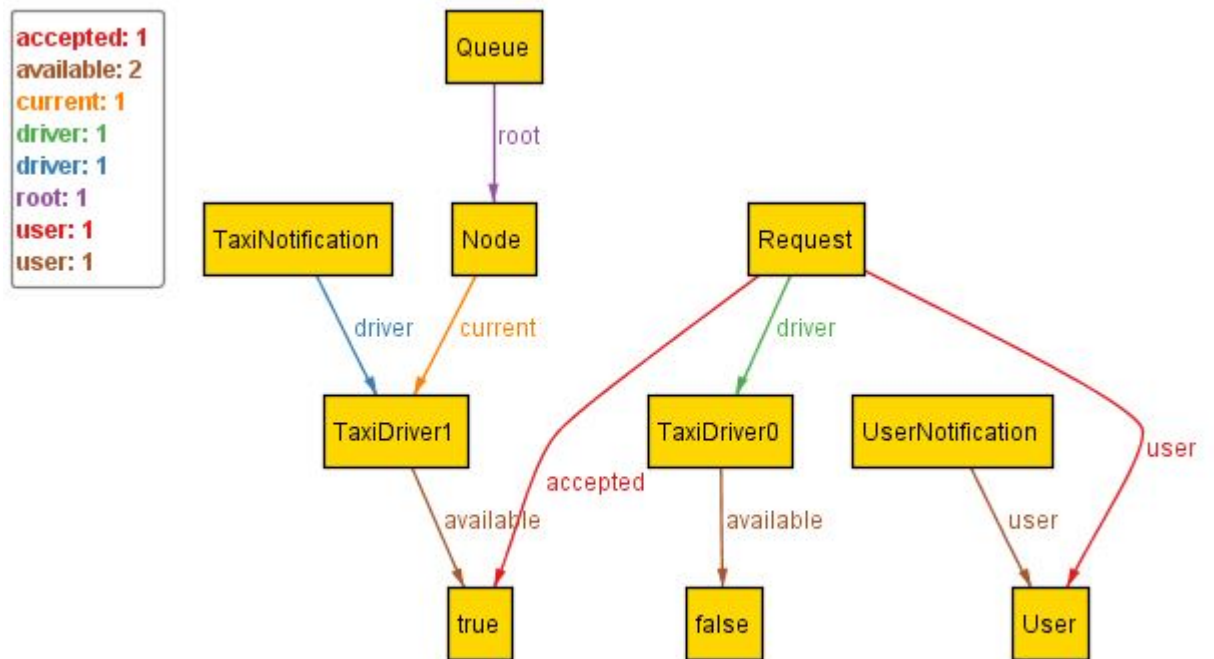 accepted: 1
available: 2
current: 1
driver: 1
driver: 1
root: 1
user: 1
user: 1
Queue
root
TaxiNotification
Node
Request
driver
current
driver
TaxiDriver1
TaxiDriver0
UserNotification
user
accepted
available
available
user
true
false
User